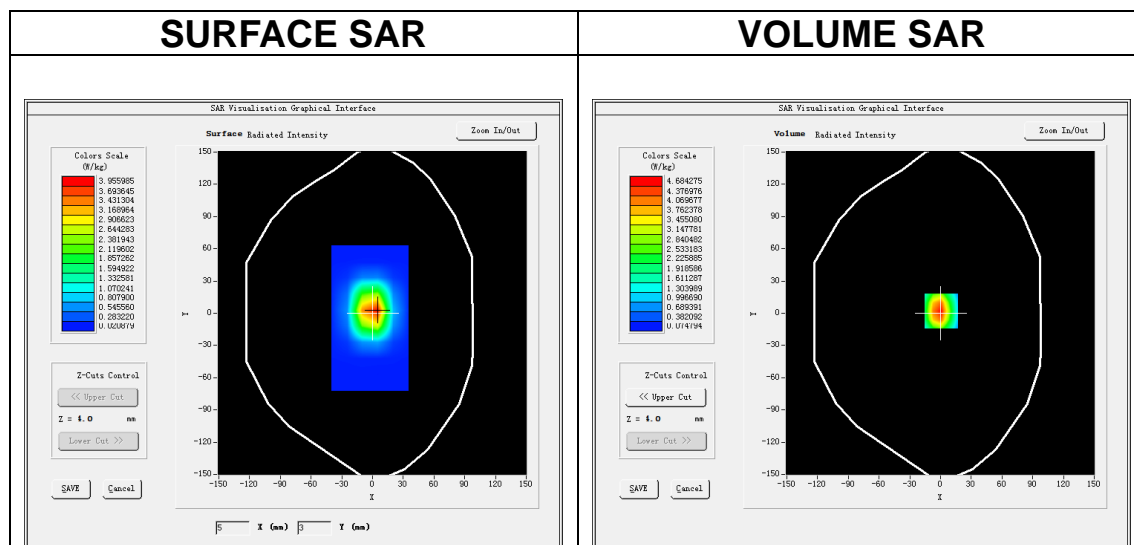 SURFACE SAR
SAR Visualisation Graphical Interface
Surface Radiated Intensity
Zoom In/Out
Colors Scale
(W/kg)
3.955985
3.693645
3.431304
3.168964
2.906623
2.644283
2.381943
2.119602
1.857262
1.594922
1.332581
1.070241
0.807900
0.545560
0.283220
0.020879
Z-Cuts Control
<< Upper Cut
Z = 4.0 mm
Lower Cut >>
SAVE Cancel
150
120
90
60
30
0
-30
-60
-90
-120
-150
Y
-150 -120 -90 -60 -30 0 30 60 90 120 150
X
5 X (mm) 3 Y (mm)
VOLUME SAR
SAR Visualisation Graphical Interface
Volume Radiated Intensity
Zoom In/Out
Colors Scale
(W/kg)
4.684275
4.376976
4.069677
3.762378
3.455080
3.147781
2.840482
2.533183
2.225885
1.918586
1.611287
1.303989
0.996690
0.689391
0.382092
0.074794
Z-Cuts Control
<< Upper Cut
Z = 4.0 mm
Lower Cut >>
SAVE Cancel
150
120
90
60
30
0
-30
-60
-90
-120
-150
Y
-150 -120 -90 -60 -30 0 30 60 90 120 150
X